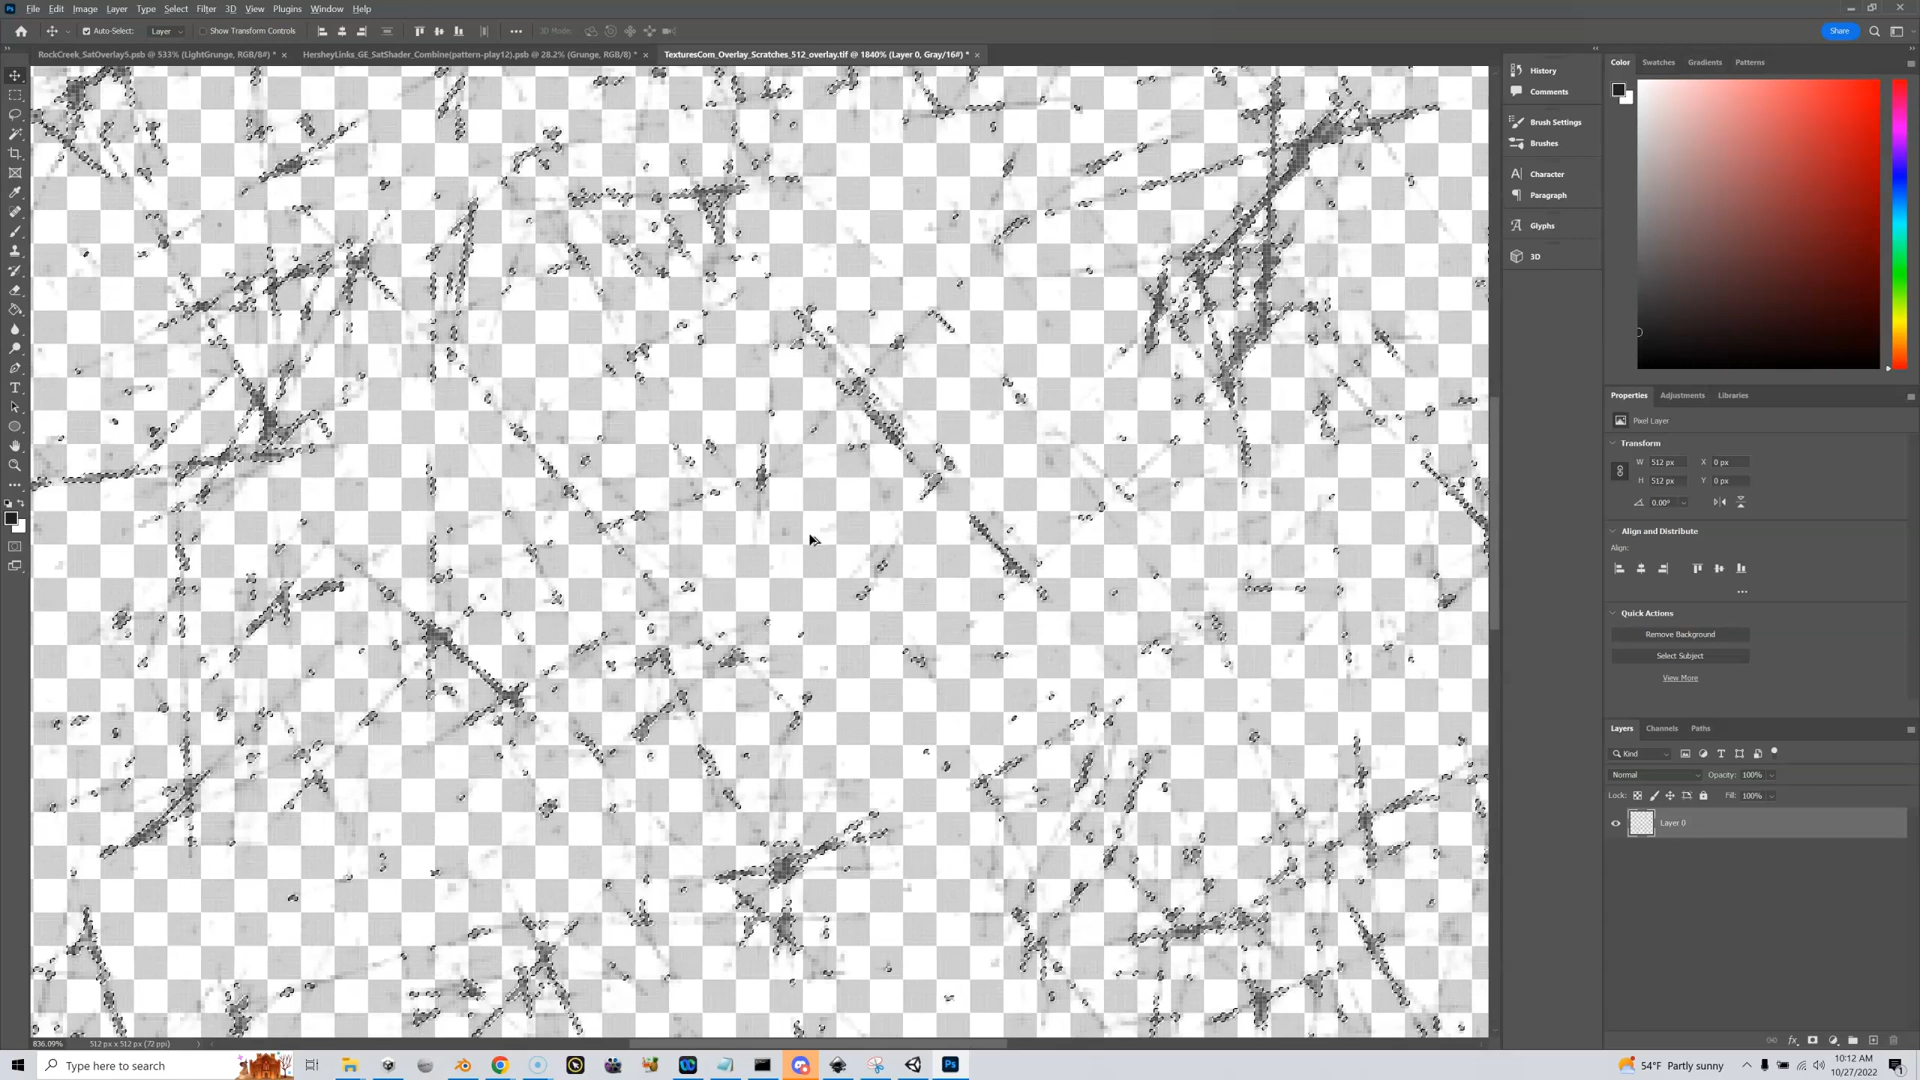 File Edit Image Layer Type Select Filter 3D View Plugins Window Help
Auto-Select: Layer Show Transform Controls 3D Mode: Share
RockCreek_SatOverlay5.psb @ 533% (LightGrunge, RGB/8#) * × HersheyLinks_GE_SatShader_Combine(pattern-play12).psb @ 28.2% (Grunge, RGB/8) * × TexturesCom_Overlay_Scratches_512_overlay.tif @ 1840% (Layer 0, Gray/16#) * ×
History
Comments
Brush Settings
Brushes
Character
Paragraph
Glyphs
3D
Color Swatches Gradients Patterns
Properties Adjustments Libraries
Pixel Layer
Transform
W 512 px X 0 px
H 512 px Y 0 px
0.00°
Align and Distribute
Align:
Quick Actions
Remove Background
Select Subject
View More
Layers Channels Paths
Kind
Normal Opacity: 100%
Lock: Fill: 100%
Layer 0
836.09% 512 px x 512 px (72 ppi)
Type here to search
54°F Partly sunny
10:12 AM
10/27/2022